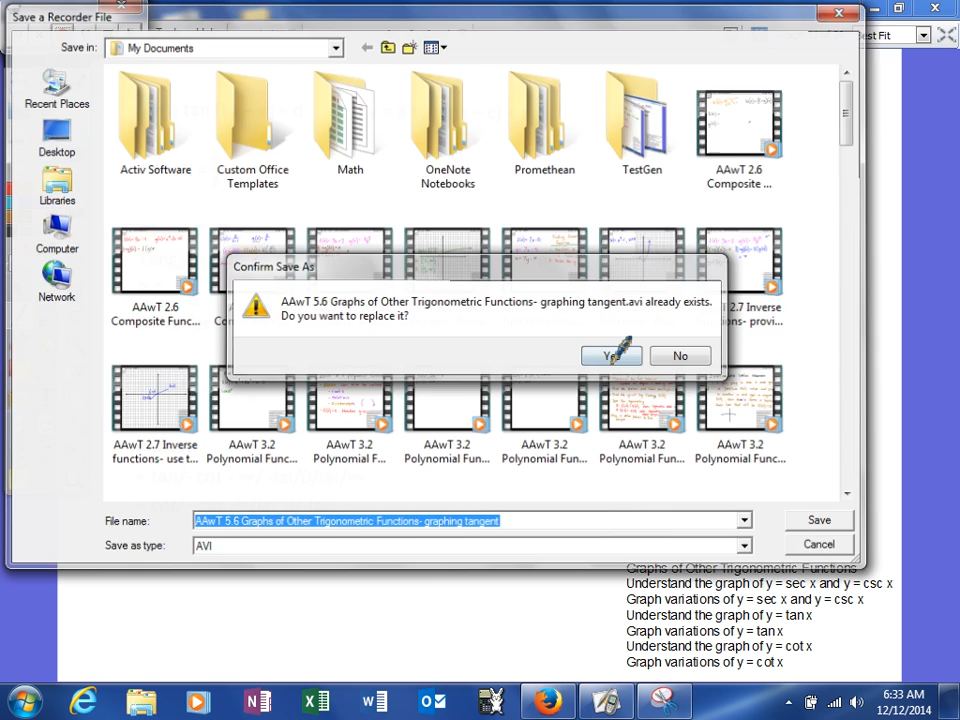 Save a Recorder File
Save in:
My Documents
est Fit
Recent Places
Desktop
Libraries
Computer
Network
Activ Software
Custom Office
Templates
Math
OneNote
Notebooks
Promethean
TestGen
AAwT 2.6
Composite ...
AAwT 2.6
Composite Func...
2.7 Inverse
ons- provi...
Confirm Save As
AAwT 5.6 Graphs of Other Trigonometric Functions- graphing tangent.avi already exists.
Do you want to replace it?
Yes
No
AAwT 2.7 Inverse
functions- use t...
AAwT 3.2
Polynomial Func...
AAwT 3.2
Polynomial F...
AAwT 3.2
Polynomial Fun...
AAwT 3.2
Polynomial Fun...
AAwT 3.2
Polynomial Fun...
AAwT 3.2
Polynomial Func...
File name:
AAwT 5.6 Graphs of Other Trigonometric Functions- graphing tangent
Save
Save as type:
AVI
Cancel
Graphs of Other Trigonometric Functions
Understand the graph of y = sec x and y = csc x
Graph variations of y = sec x and y = csc x
Understand the graph of y = tan x
Graph variations of y = tan x
Understand the graph of y = cot x
Graph variations of y = cot x
6:33 AM
12/12/2014